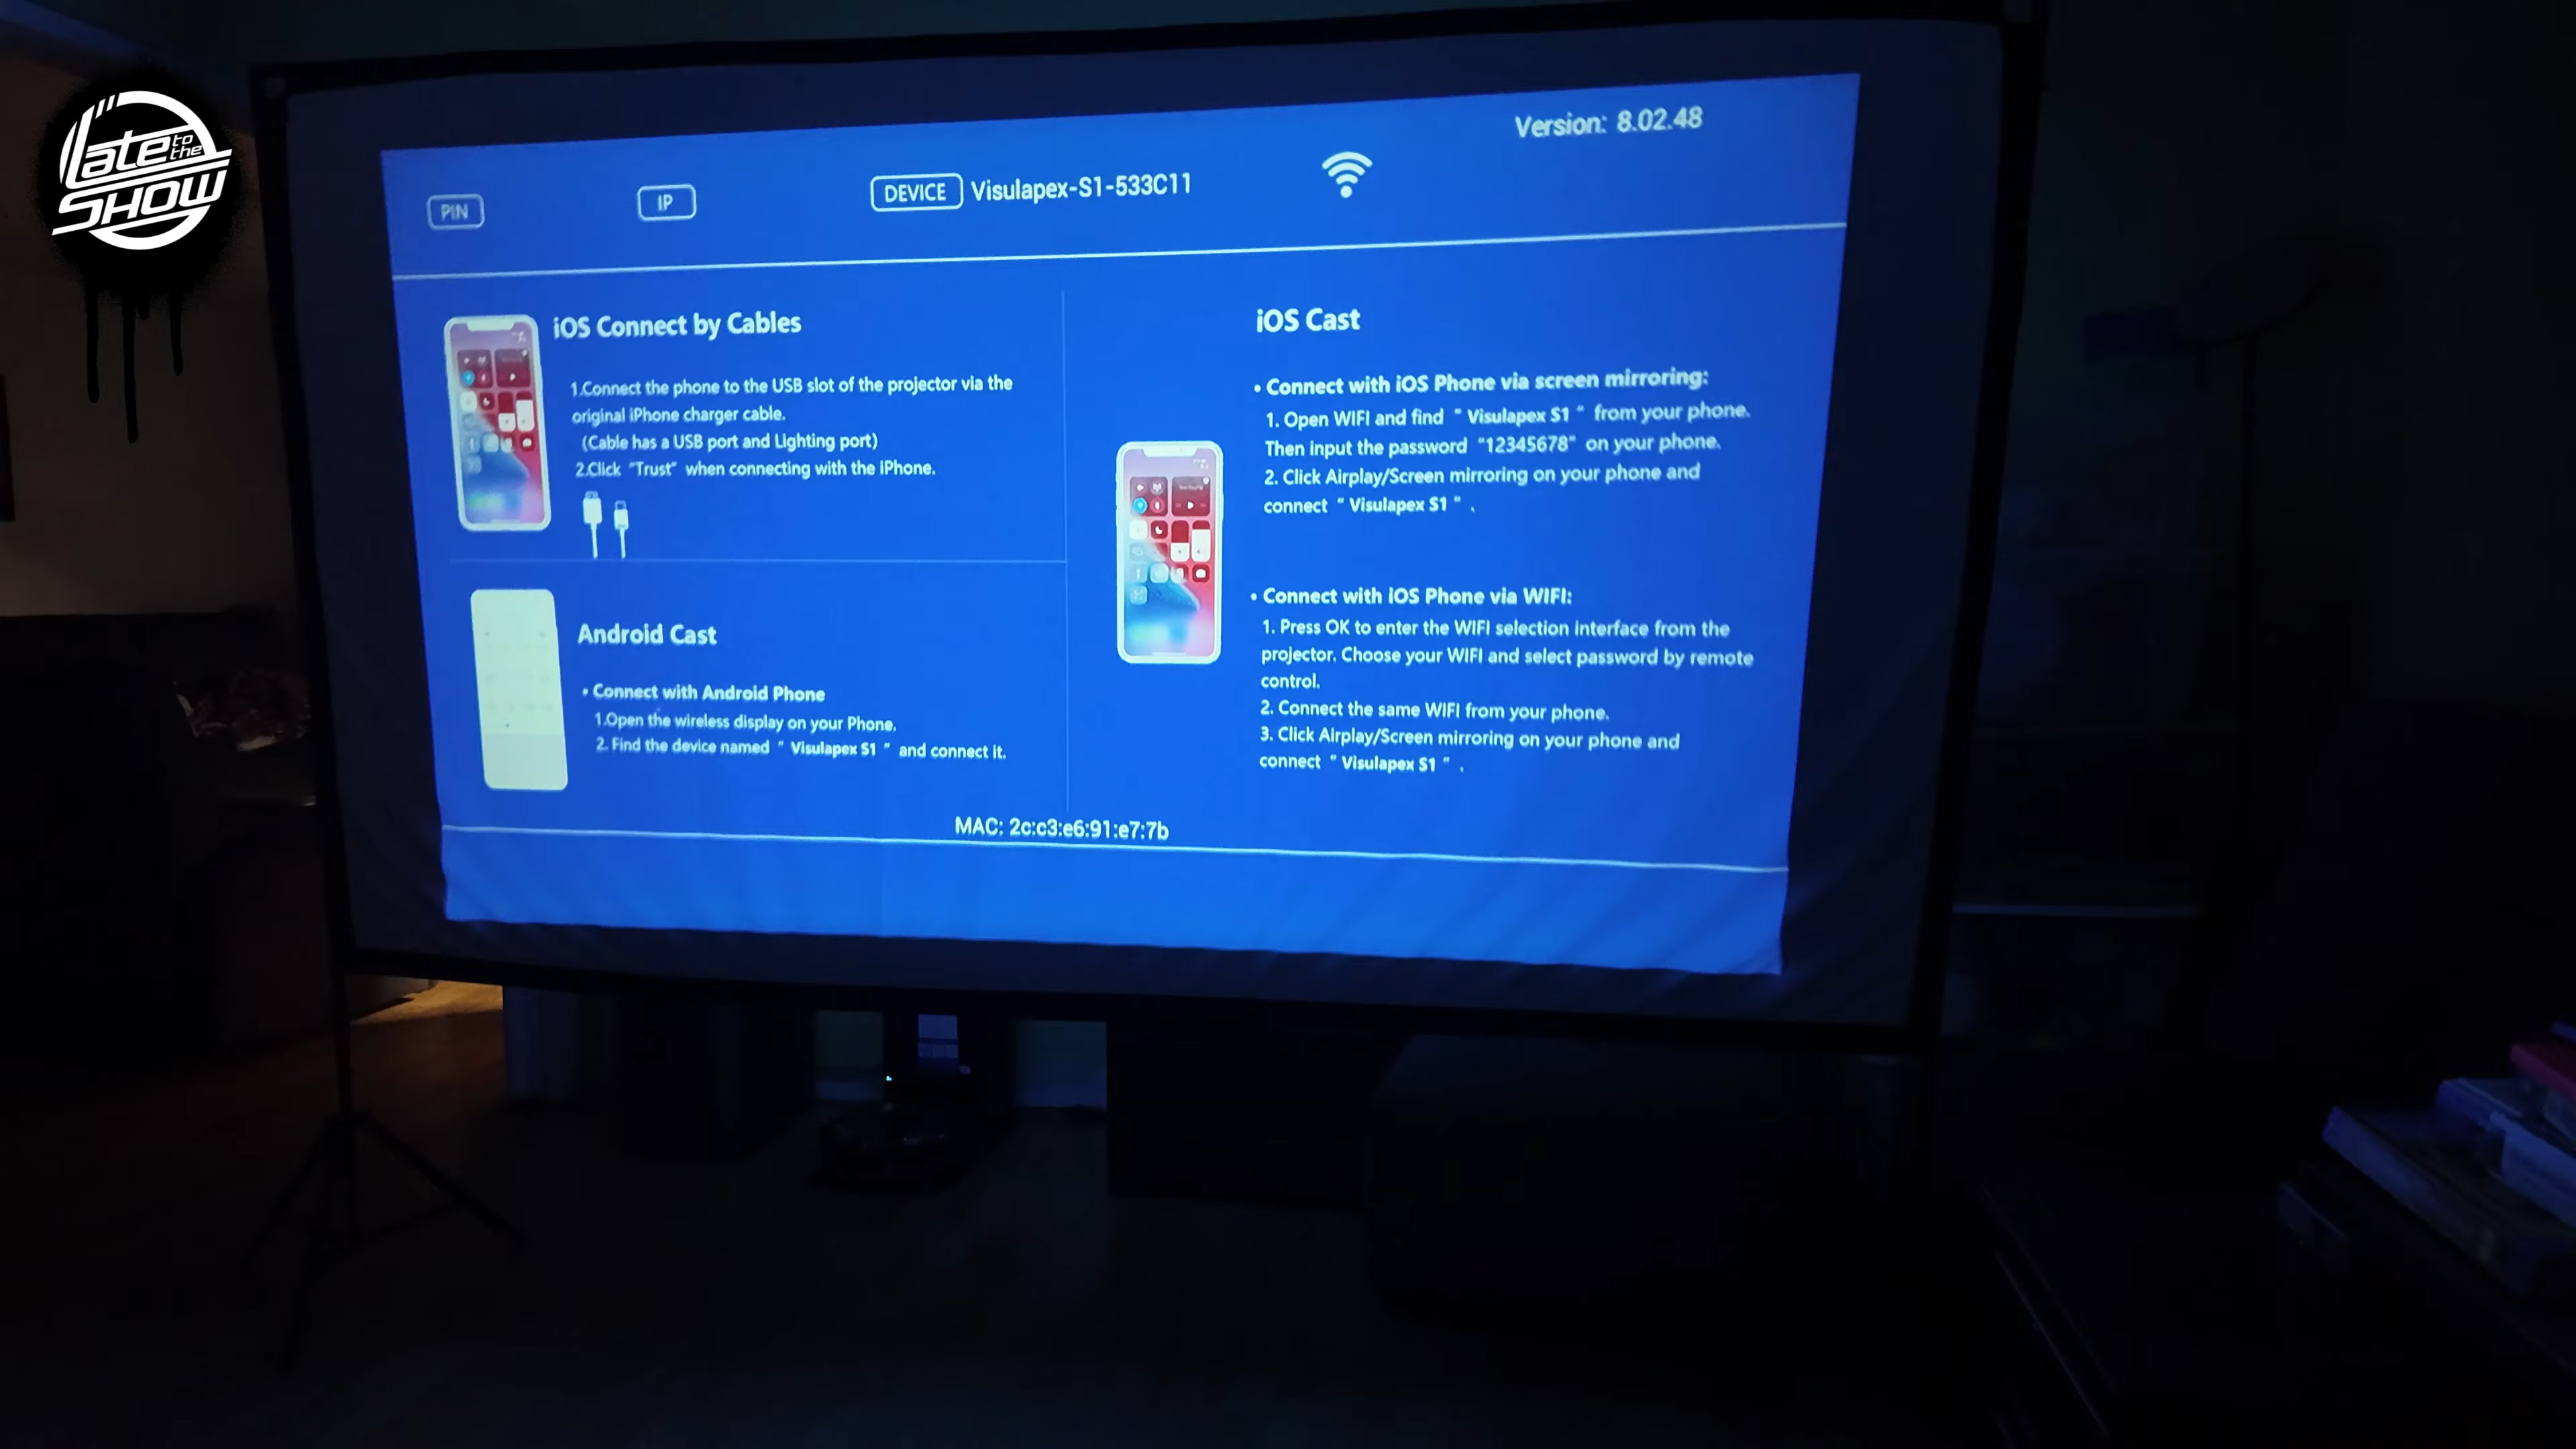 Late to the SHOW
Version: 8.02.48
PIN
IP
DEVICE Visulapex-S1-533C11
iOS Connect by Cables
1.Connect the phone to the USB slot of the projector via the
original iPhone charger cable.
(Cable has a USB port and Lighting port)
2.Click "Trust" when connecting with the iPhone.
Android Cast
• Connect with Android Phone
1.Open the wireless display on your Phone.
2. Find the device named " Visulapex S1 " and connect it.
iOS Cast
• Connect with iOS Phone via screen mirroring:
1. Open WIFI and find " Visulapex S1 " from your phone.
Then input the password "12345678" on your phone.
2. Click Airplay/Screen mirroring on your phone and
connect " Visulapex S1 " .
• Connect with iOS Phone via WIFI:
1. Press OK to enter the WIFI selection interface from the
projector. Choose your WIFI and select password by remote
control.
2. Connect the same WIFI from your phone.
3. Click Airplay/Screen mirroring on your phone and
connect " Visulapex S1 " .
MAC: 2c:c3:e6:91:e7:7b